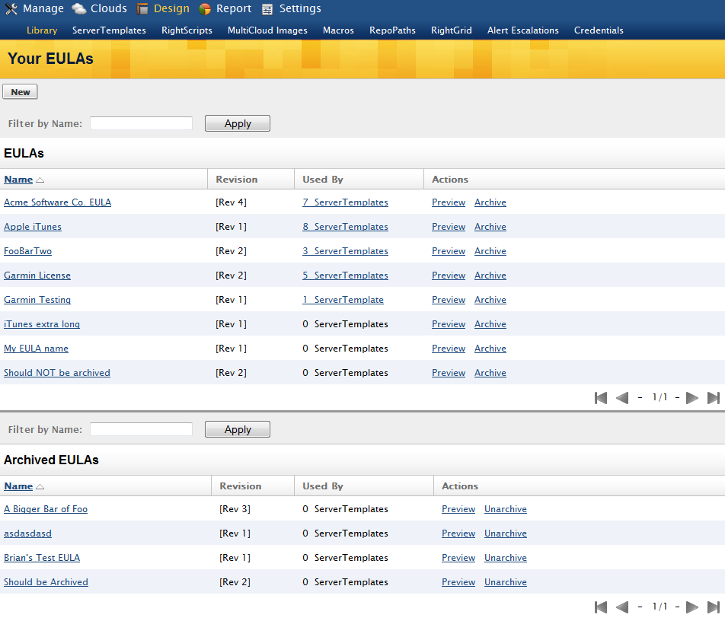 Manage Clouds Design Report Settings
Library ServerTemplates RightScripts MultiCloud Images Macros RepoPaths RightGrid Alert Escalations Credentials
Your EULAs
New
Filter by Name: Apply
EULAs
Name Revision Used By Actions
Acme Software Co. EULA [Rev 4] 7 ServerTemplates Preview Archive
Apple iTunes [Rev 1] 8 ServerTemplates Preview Archive
FooBarTwo [Rev 2] 3 ServerTemplates Preview Archive
Garmin License [Rev 2] 5 ServerTemplates Preview Archive
Garmin Testing [Rev 1] 1 ServerTemplate Preview Archive
iTunes extra long [Rev 1] 0 ServerTemplates Preview Archive
My EULA name [Rev 1] 0 ServerTemplates Preview Archive
Should NOT be archived [Rev 2] 0 ServerTemplates Preview Archive
- 1/1 -
Filter by Name: Apply
Archived EULAs
Name Revision Used By Actions
A Bigger Bar of Foo [Rev 3] 0 ServerTemplates Preview Unarchive
asdasdasd [Rev 1] 0 ServerTemplates Preview Unarchive
Brian's Test EULA [Rev 1] 0 ServerTemplates Preview Unarchive
Should be Archived [Rev 2] 0 ServerTemplates Preview Unarchive
- 1/1 -